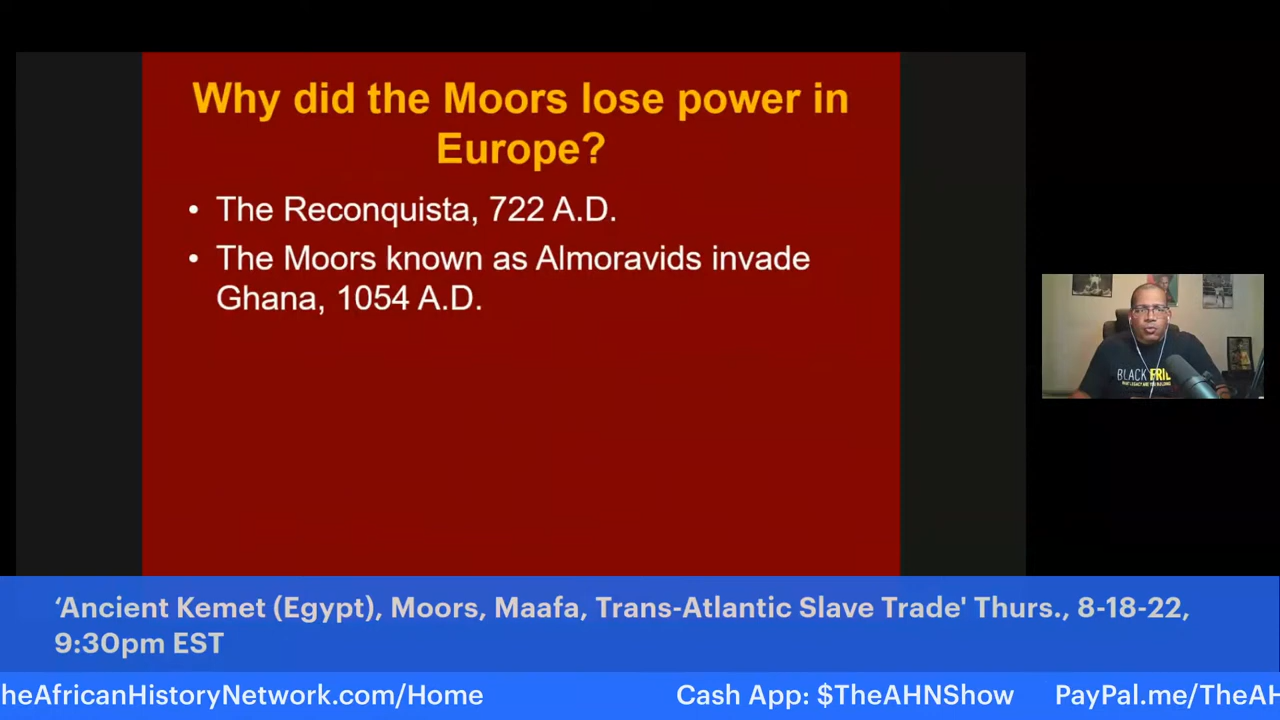 Why did the Moors lose power in
Europe?
• The Reconquista, 722 A.D.
• The Moors known as Almoravids invade
Ghana, 1054 A.D.
BLACK FRI
‘Ancient Kemet (Egypt), Moors, Maafa, Trans-Atlantic Slave Trade' Thurs., 8-18-22,
9:30pm EST
heAfricanHistoryNetwork.com/Home Cash App: $TheAHNShow PayPal.me/TheAH